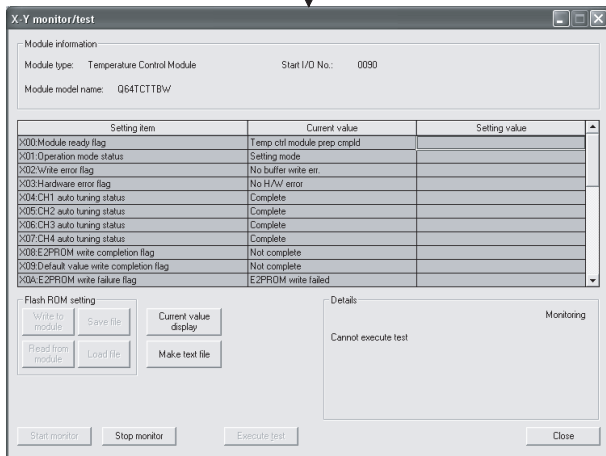 X-Y monitor/test
Module information
Module type: Temperature Control Module Start I/O No.: 0090
Module model name: Q64TCTTBW
Setting item Current value Setting value
X00:Module ready flag Temp ctrl module prep cmpld
X01:Operation mode status Setting mode
X02:Write error flag No buffer write err.
X03:Hardware error flag No H/W error
X04:CH1 auto tuning status Complete
X05:CH2 auto tuning status Complete
X06:CH3 auto tuning status Complete
X07:CH4 auto tuning status Complete
X08:E2PROM write completion flag Not complete
X09:Default value write completion flag Not complete
X0A:E2PROM write failure flag E2PROM write failed
Flash ROM setting
Write to module
Save file
Current value display
Read from module
Load file
Make text file
Details
Monitoring
Cannot execute test
Start monitor Stop monitor Execute test Close